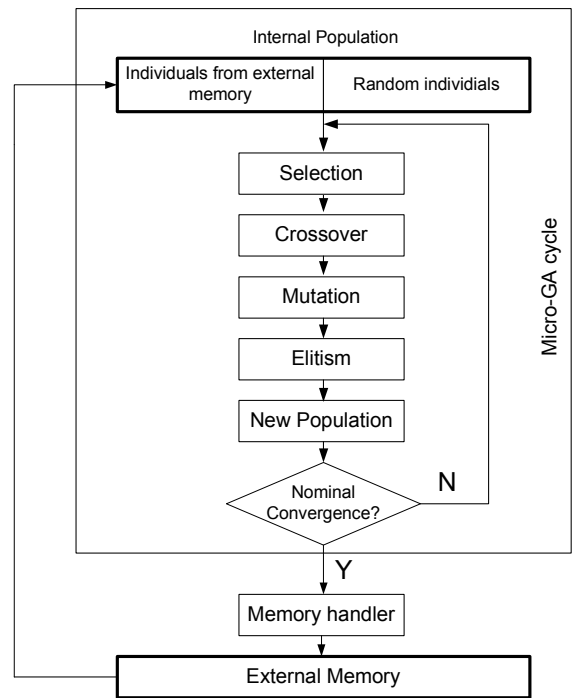 Internal Population
Individuals from external
memory
Random individials
Selection
Crossover
Mutation
Elitism
New Population
Nominal
Convergence?
N
Y
Micro-GA cycle
Memory handler
External Memory